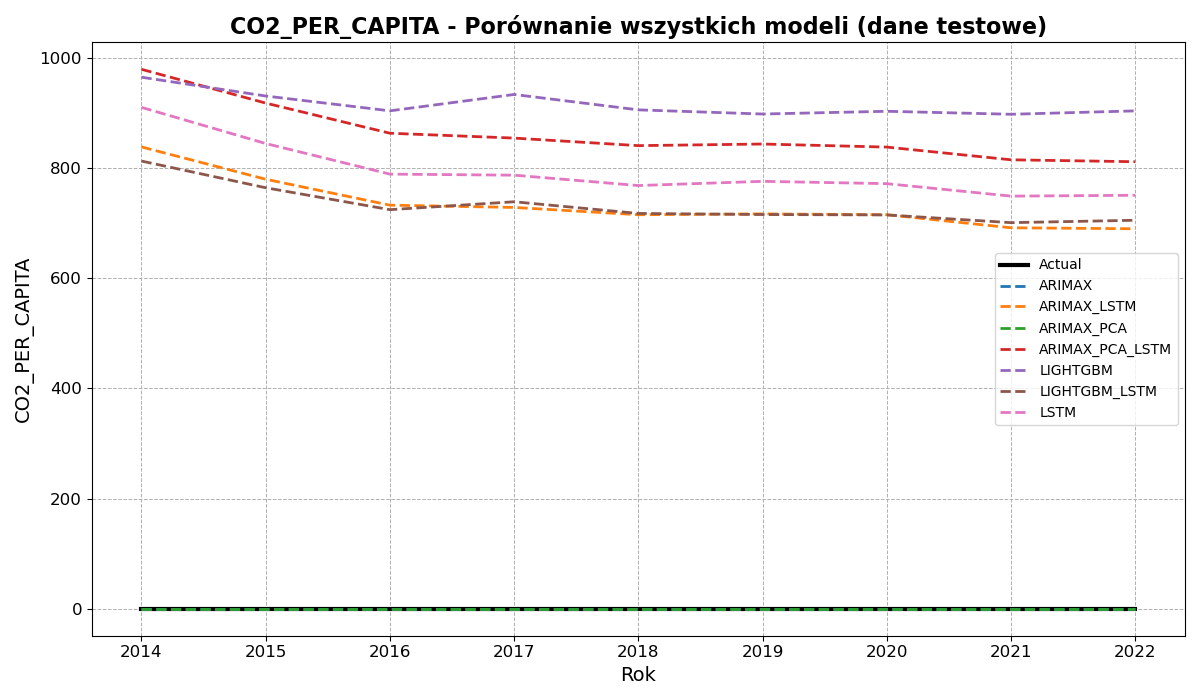 CO2_PER_CAPITA - Porównanie wszystkich modeli (dane testowe)
1000
800
600
400
200
0
CO2_PER_CAPITA
Actual
ARIMAX
ARIMAX_LSTM
ARIMAX_PCA
ARIMAX_PCA_LSTM
LIGHTGBM
LIGHTGBM_LSTM
LSTM
2014 2015 2016 2017 2018 2019 2020 2021 2022
Rok